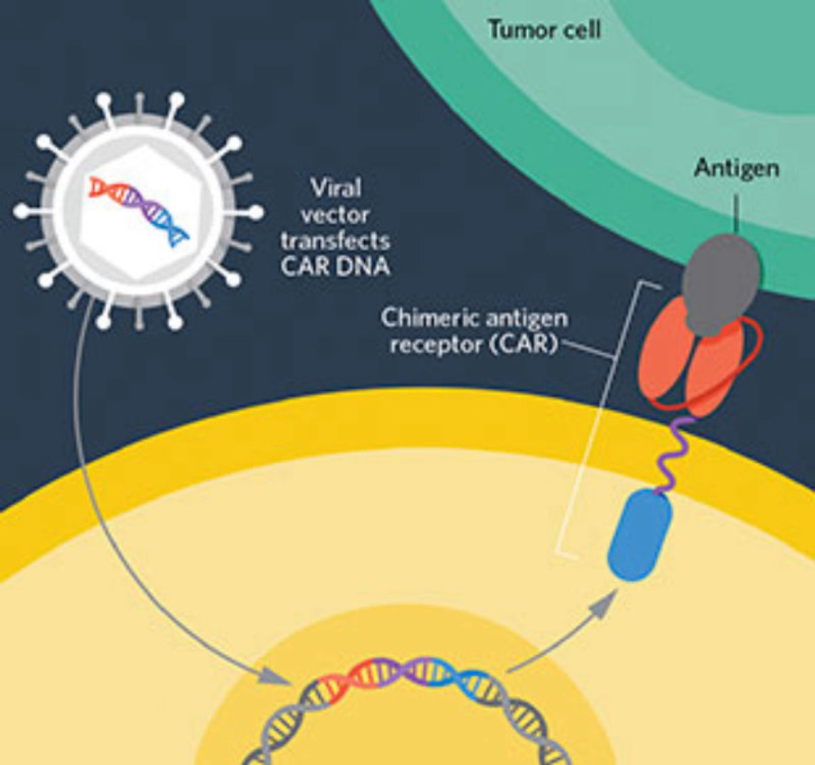 Tumor cell
Antigen
Viral
vector
transfects
CAR DNA
Chimeric antigen
receptor (CAR)